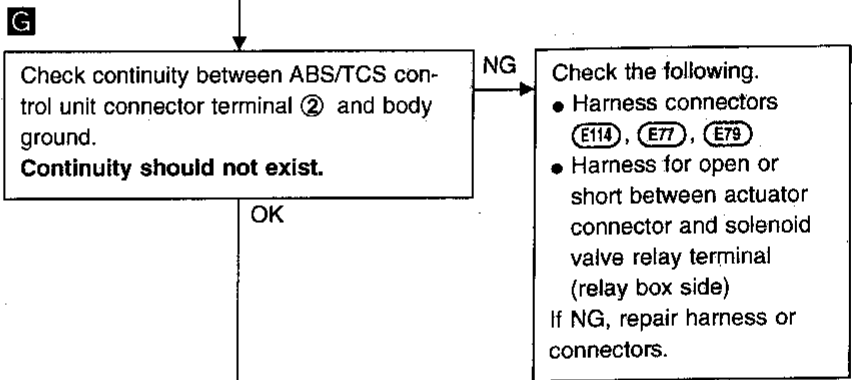 G
Check continuity between ABS/TCS con-
trol unit connector terminal ② and body
ground.
Continuity should not exist.
NG
OK
Check the following.
● Harness connectors
E114, E77, E79
● Harness for open or
short between actuator
connector and solenoid
valve relay terminal
(relay box side)
If NG, repair harness or
connectors.